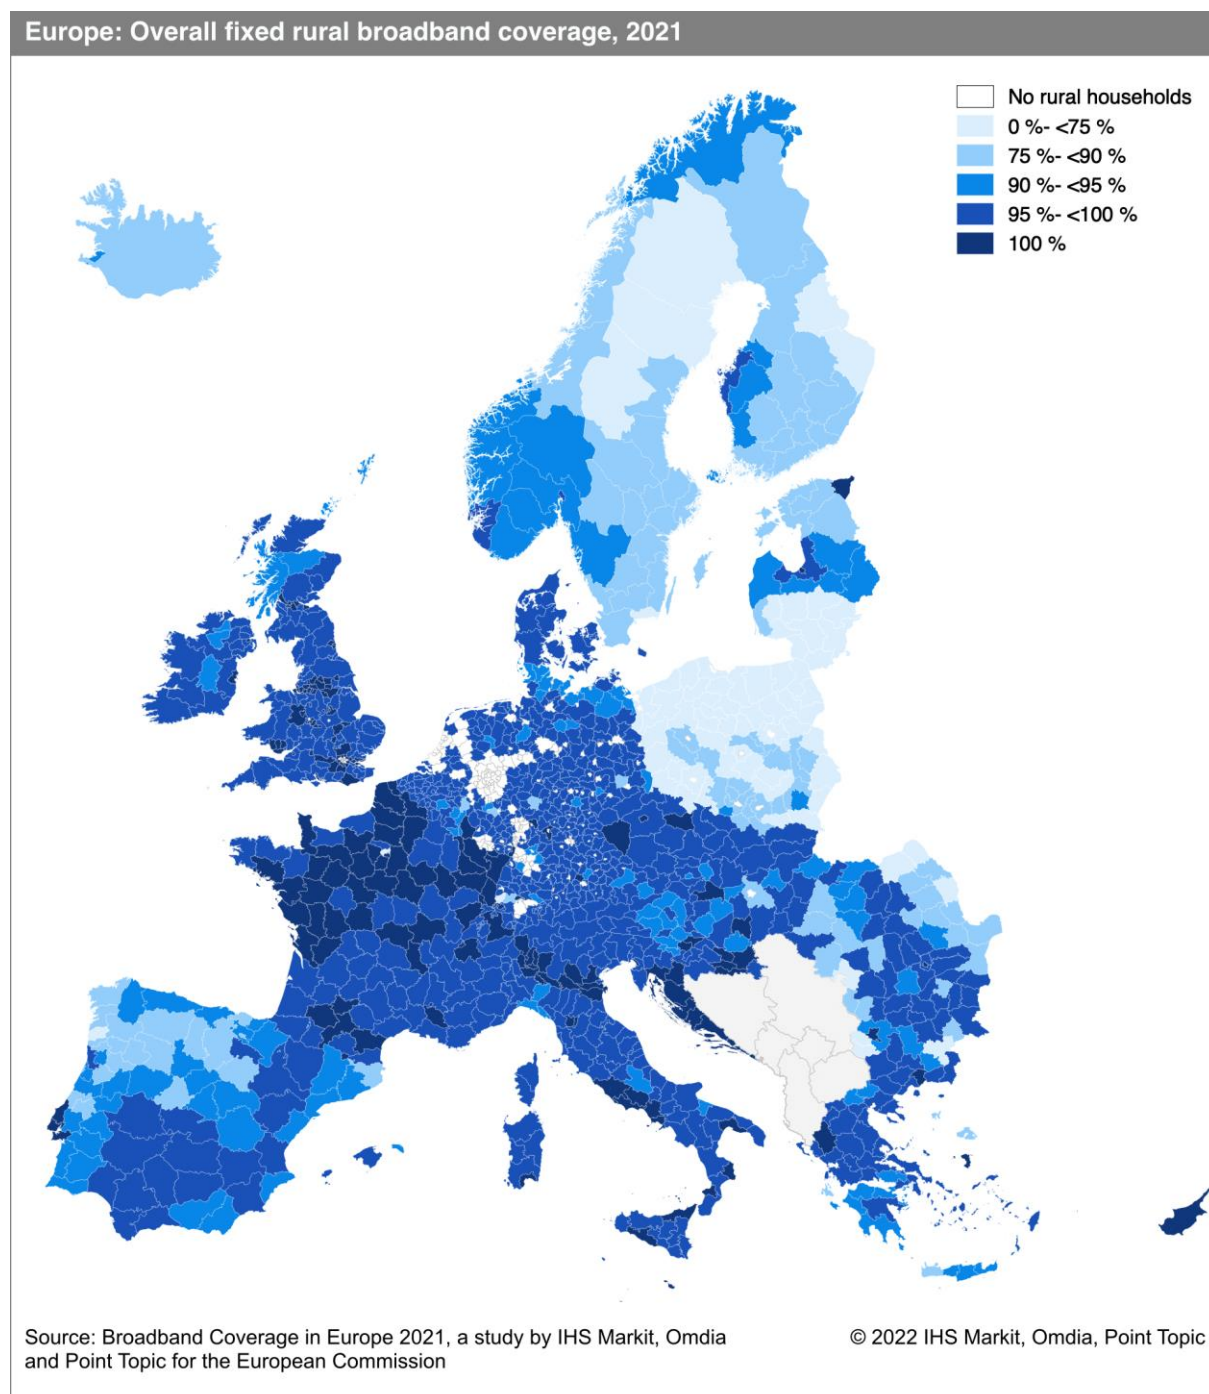 Europe: Overall fixed rural broadband coverage, 2021
No rural households
0 %- <75 %
75 %- <90 %
90 %- <95 %
95 %- <100 %
100 %
Source: Broadband Coverage in Europe 2021, a study by IHS Markit, Omdia
and Point Topic for the European Commission
© 2022 IHS Markit, Omdia, Point Topic